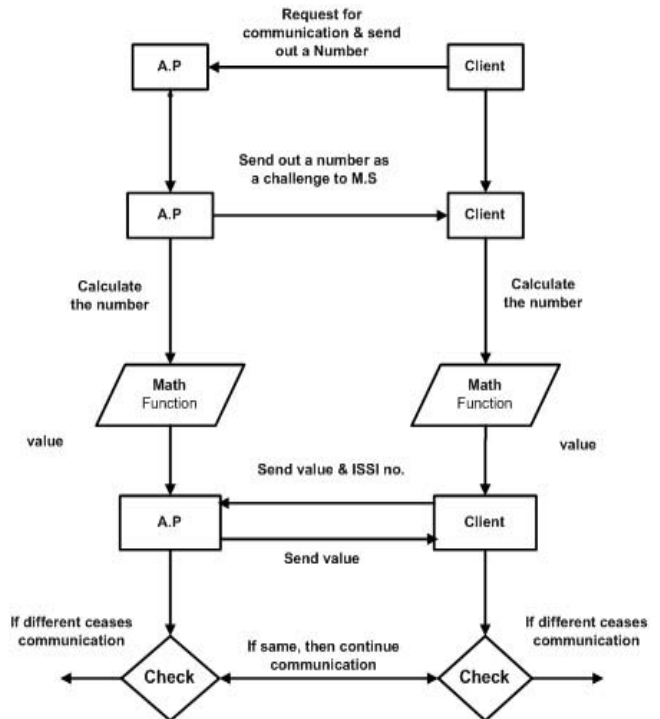 Request for
communication & send
out a Number
A.P
Client
Send out a number as
a challenge to M.S
A.P
Client
Calculate
the number
Calculate
the number
Math
Function
Math
Function
value
value
Send value & ISSI no.
A.P
Client
Send value
If different ceases
communication
If same, then continue
communication
If different ceases
communication
Check
Check